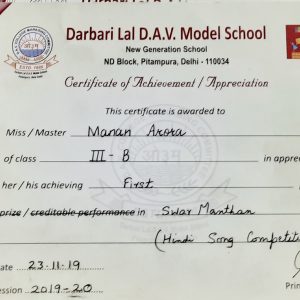 Darbari Lal D.A.V. Model School
New Generation School
ND Block, Pitampura, Delhi - 110034
Certificate of Achievement / Appreciation
This certificate is awarded to
Miss / Master Manan Arora
of class III - B in appre
her / his achieving First
prize / creditable performance in Swar Manthan
(Hindi Song Competit
ate 23-11-19
ession 2019-20
Prin